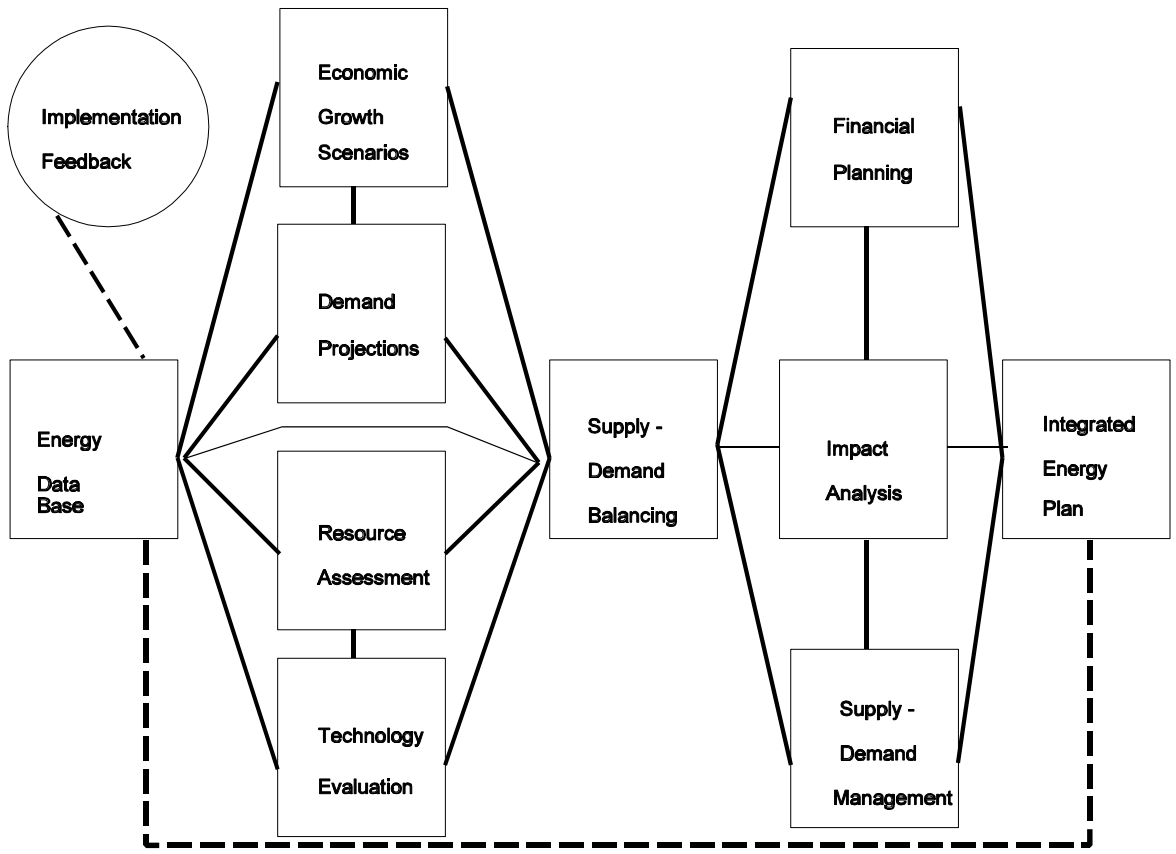 Implementation
Feedback
Economic
Growth
Scenarios
Financial
Planning
Demand
Projections
Energy
Data
Base
Supply -
Demand
Balancing
Impact
Analysis
Integrated
Energy
Plan
Resource
Assessment
Technology
Evaluation
Supply -
Demand
Management